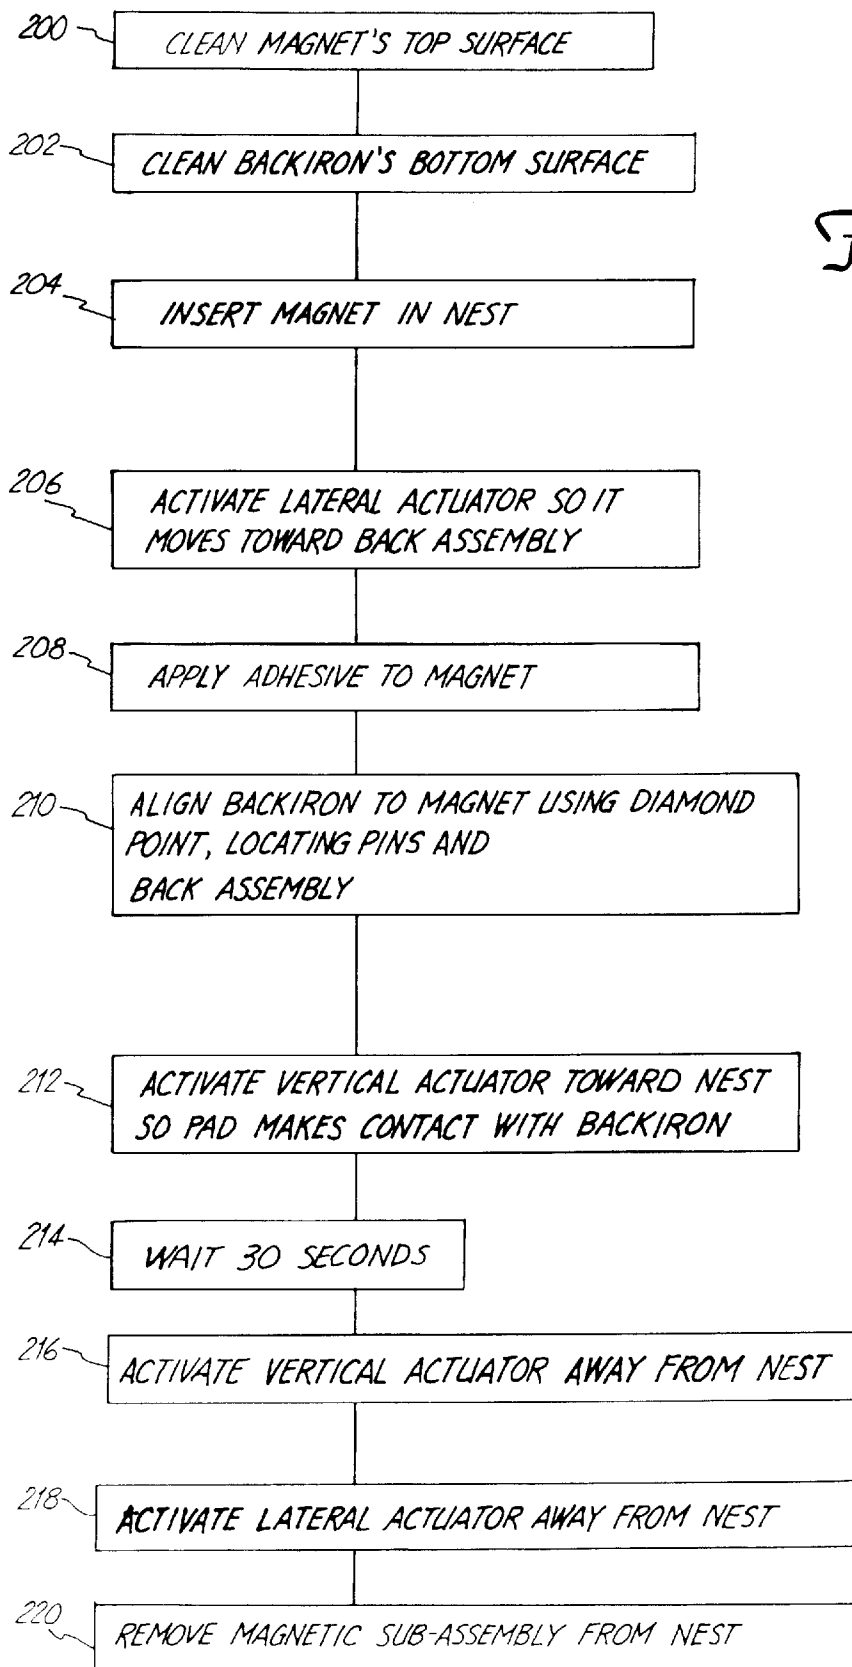 200 CLEAN MAGNET'S TOP SURFACE
202 CLEAN BACKIRON'S BOTTOM SURFACE
204 INSERT MAGNET IN NEST
206 ACTIVATE LATERAL ACTUATOR SO IT
MOVES TOWARD BACK ASSEMBLY
208 APPLY ADHESIVE TO MAGNET
210 ALIGN BACKIRON TO MAGNET USING DIAMOND
POINT, LOCATING PINS AND
BACK ASSEMBLY
212 ACTIVATE VERTICAL ACTUATOR TOWARD NEST
SO PAD MAKES CONTACT WITH BACKIRON
214 WAIT 30 SECONDS
216 ACTIVATE VERTICAL ACTUATOR AWAY FROM NEST
218 ACTIVATE LATERAL ACTUATOR AWAY FROM NEST
220 REMOVE MAGNETIC SUB-ASSEMBLY FROM NEST